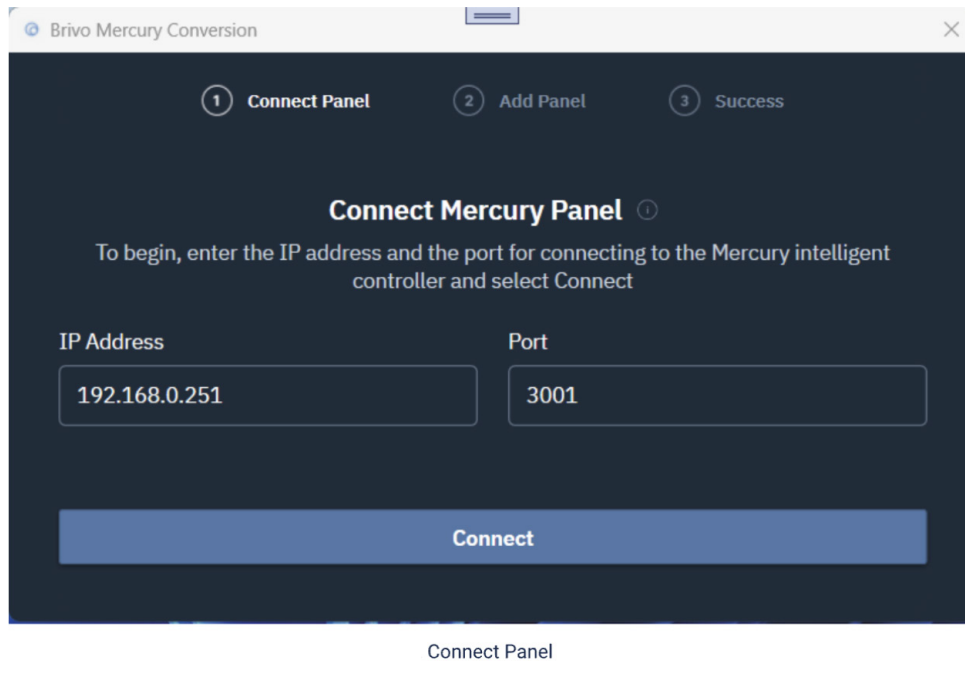 Brivo Mercury Conversion
1 Connect Panel 2 Add Panel 3 Success
Connect Mercury Panel
To begin, enter the IP address and the port for connecting to the Mercury intelligent
controller and select Connect
IP Address Port
192.168.0.251 3001
Connect
Connect Panel